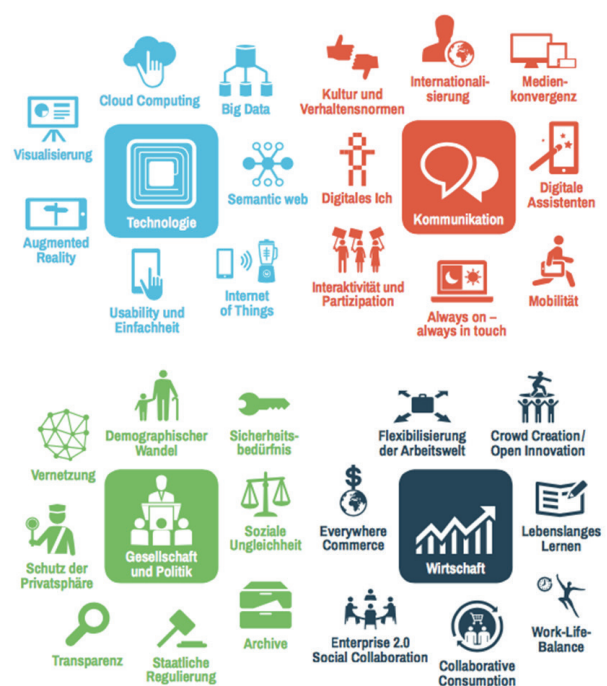 Cloud Computing
Big Data
Visualisierung
Technologie
Semantic web
Augmented
Reality
Usability und
Einfachheit
Internet
of Things
Kultur und
Verhaltensnormen
Internationali-
sierung
Medien-
konvergenz
Digitales Ich
Kommunikation
Digitale
Assistenten
Interaktivität und
Partizipation
Always on –
always in touch
Mobilität
Demographischer
Wandel
Sicherheits-
bedürfnis
Vernetzung
Gesellschaft
und Politik
Soziale
Ungleichheit
Schutz der
Privatsphäre
Transparenz
Staatliche
Regulierung
Archive
Flexibilisierung
der Arbeitswelt
Crowd Creation/
Open Innovation
$
Everywhere
Commerce
Wirtschaft
Lebenslanges
Lernen
Enterprise 2.0
Social Collaboration
Collaborative
Consumption
Work-Life-
Balance